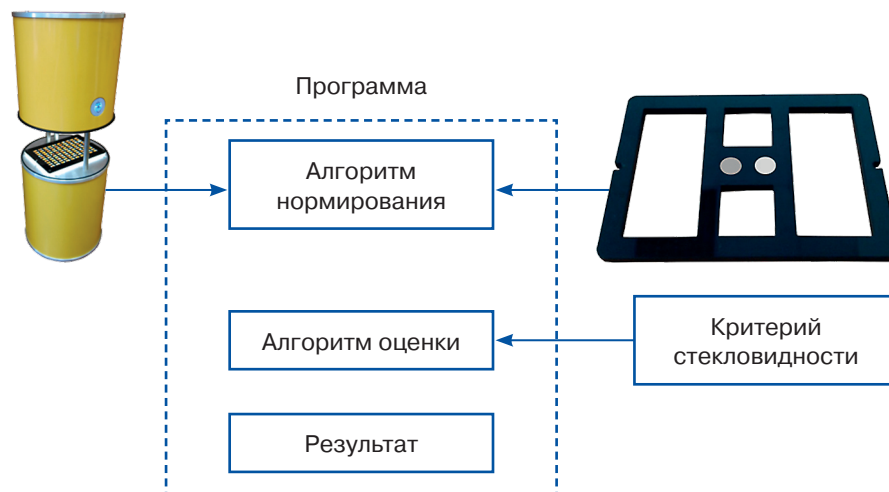 Программа
Алгоритм
нормирования
Алгоритм оценки
Критерий
стекловидности
Результат